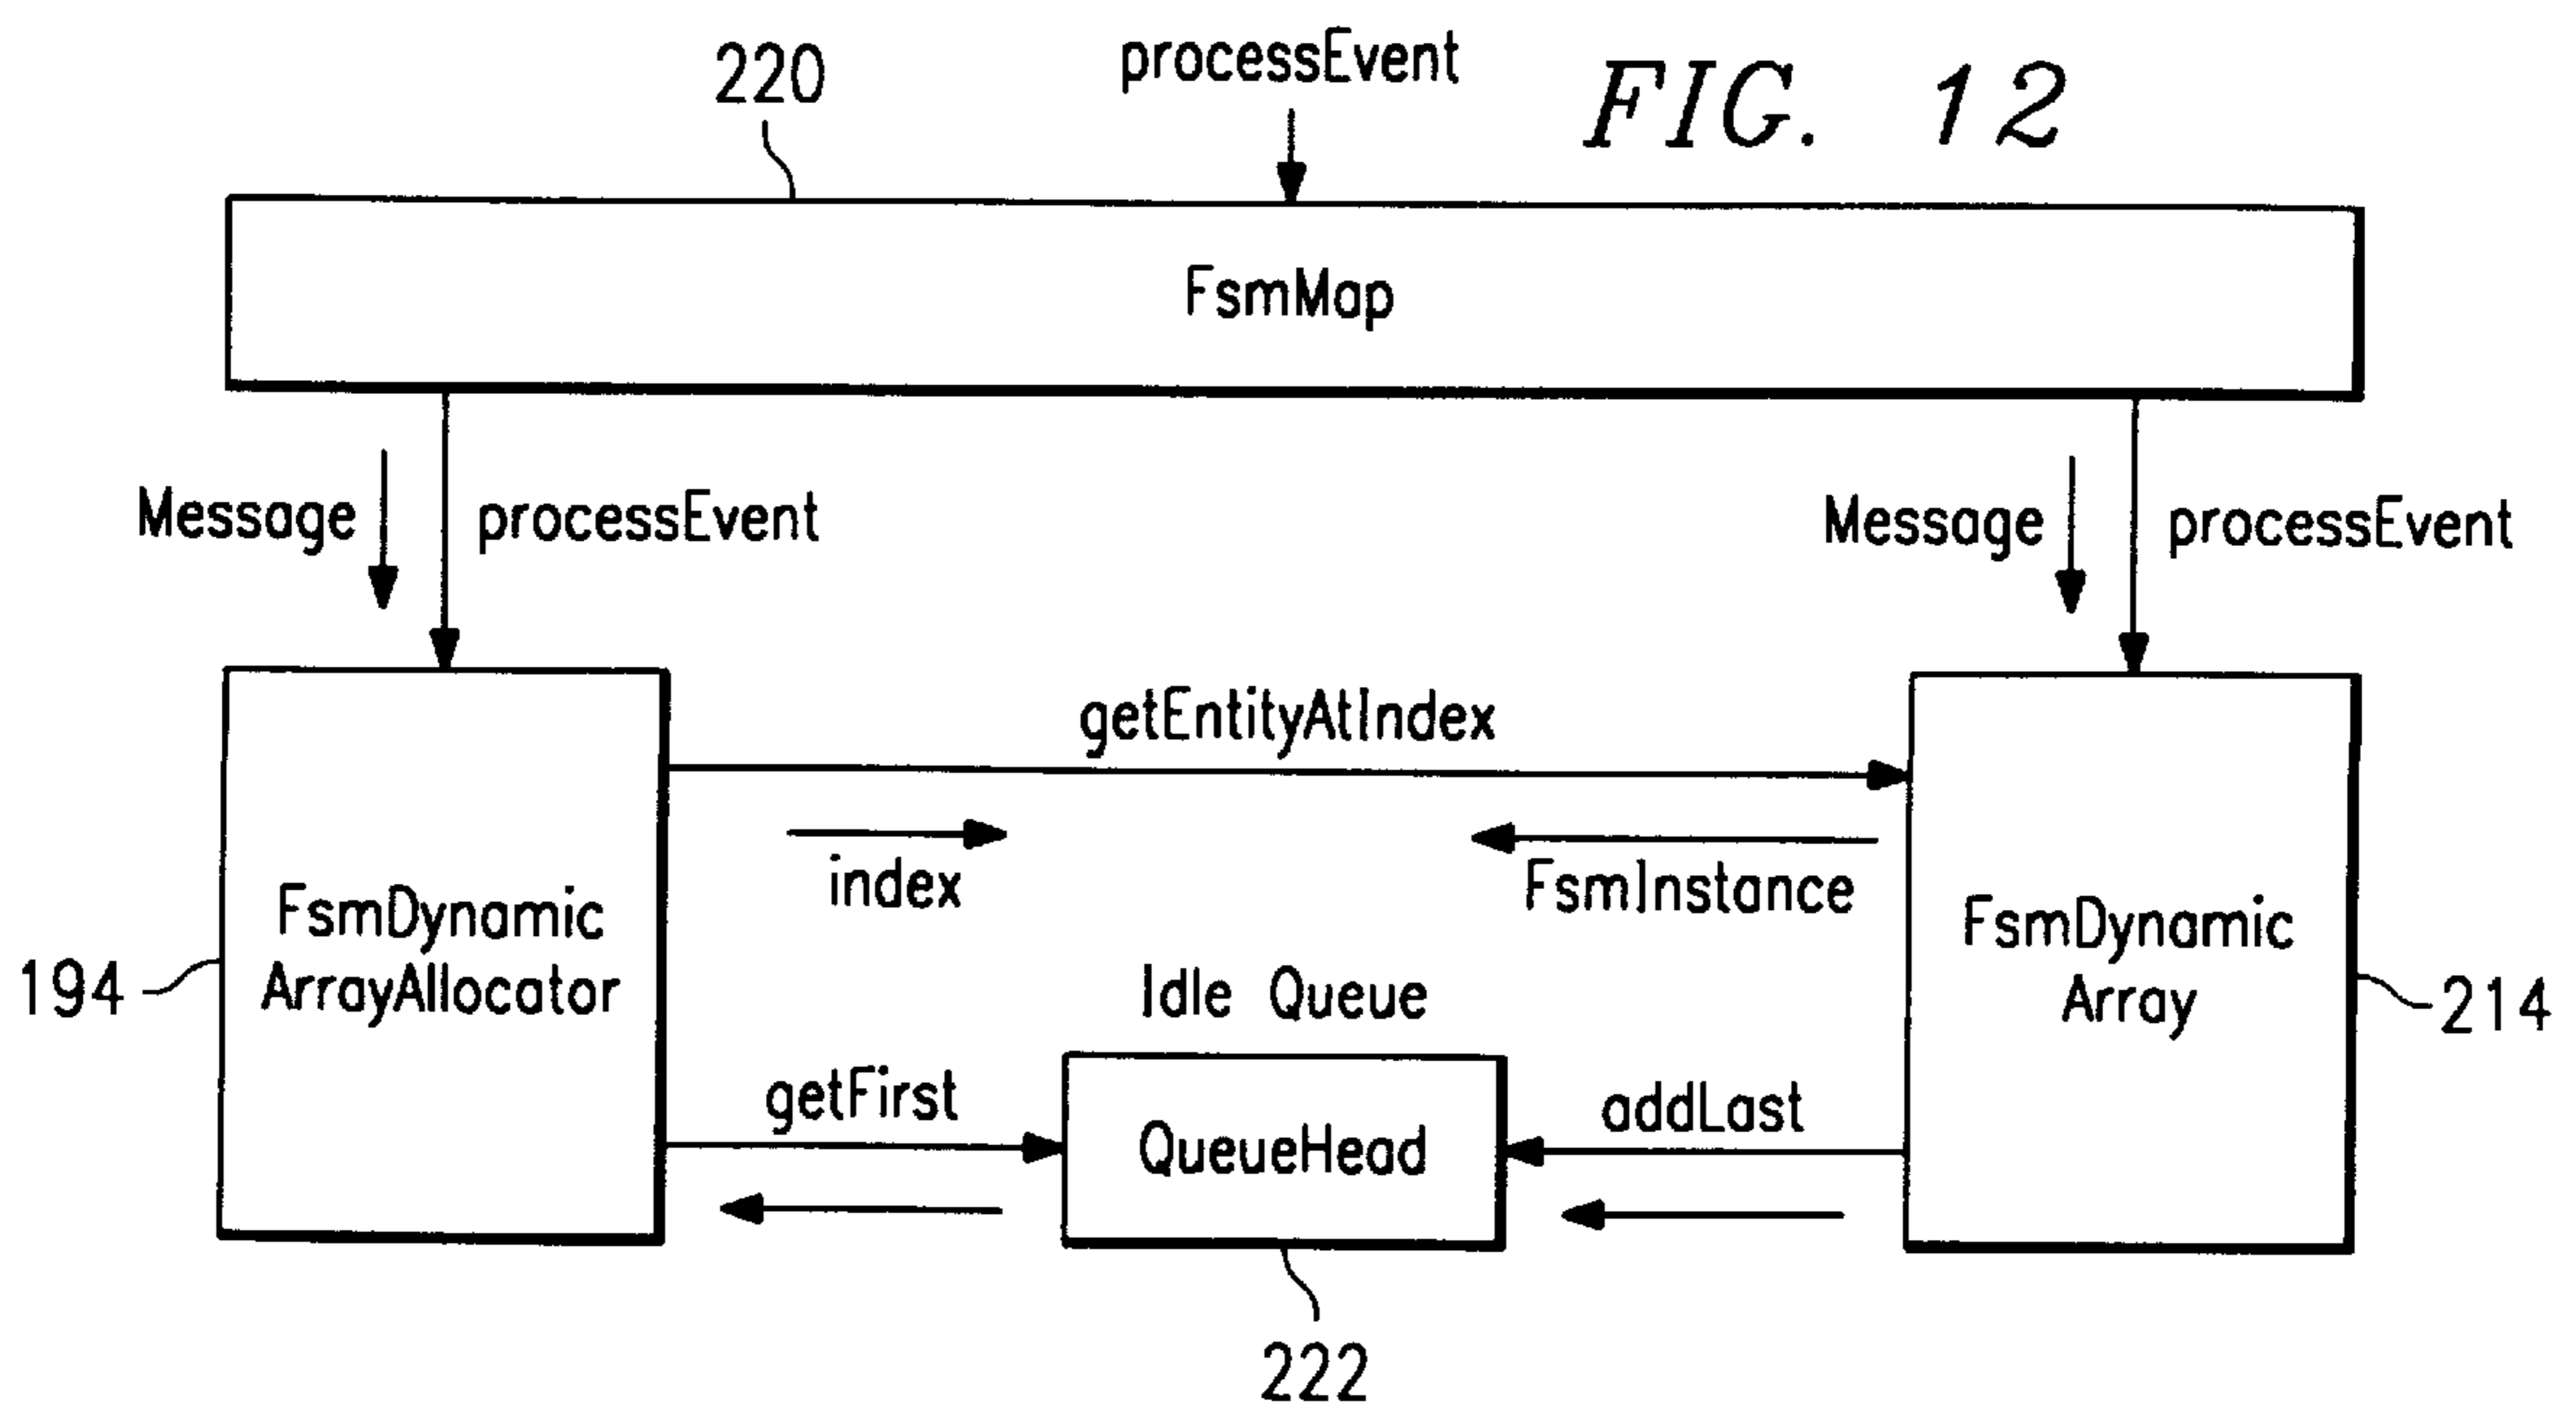 220
processEvent
FIG. 12
FsmMap
Message
processEvent
Message
processEvent
getEntityAtIndex
index
FsmInstance
FsmDynamic
ArrayAllocator
FsmDynamic
Array
194
214
Idle Queue
getFirst
QueueHead
addLast
222